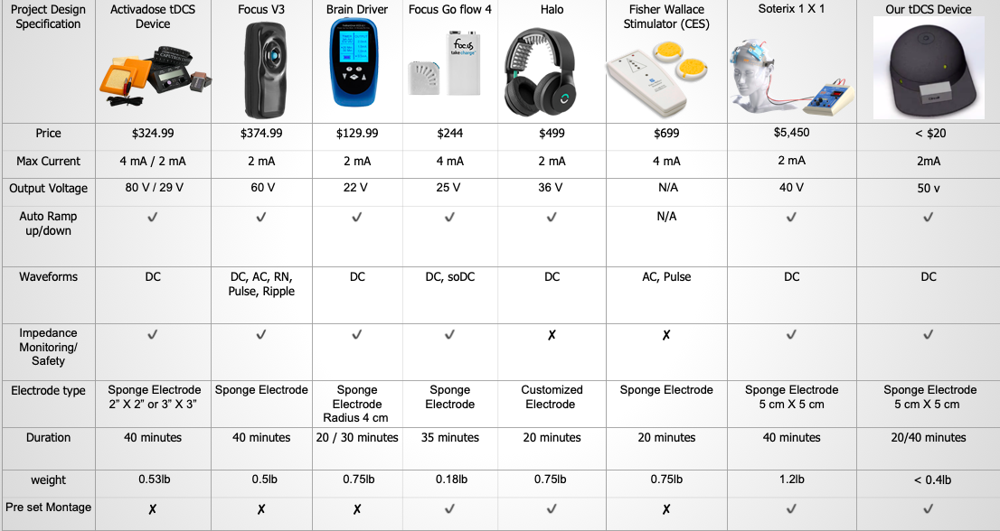 Project Design Specification
Activadose tDCS Device
Focus V3
Brain Driver
Focus Go flow 4
Halo
Fisher Wallace Stimulator (CES)
Soterix 1 X 1
Our tDCS Device
focus
take charge
Price
$324.99
$374.99
$129.99
$244
$499
$699
$5,450
< $20
Max Current
4 mA / 2 mA
2 mA
2 mA
4 mA
2 mA
4 mA
2 mA
2mA
Output Voltage
80 V / 29 V
60 V
22 V
25 V
36 V
N/A
40 V
50 v
Auto Ramp up/down
✓
✓
✓
✓
✓
N/A
✓
✓
Waveforms
DC
DC, AC, RN, Pulse, Ripple
DC
DC, soDC
DC
AC, Pulse
DC
DC
Impedance Monitoring/ Safety
✓
✓
✓
✓
✗
✗
✓
✓
Electrode type
Sponge Electrode 2” X 2” or 3” X 3”
Sponge Electrode
Sponge Electrode Radius 4 cm
Sponge Electrode
Customized Electrode
Sponge Electrode
Sponge Electrode 5 cm X 5 cm
Sponge Electrode 5 cm X 5 cm
Duration
40 minutes
40 minutes
20 / 30 minutes
35 minutes
20 minutes
20 minutes
40 minutes
20/40 minutes
weight
0.53lb
0.5lb
0.75lb
0.18lb
0.75lb
0.75lb
1.2lb
< 0.4lb
Pre set Montage
✗
✗
✗
✓
✓
✗
✓
✓